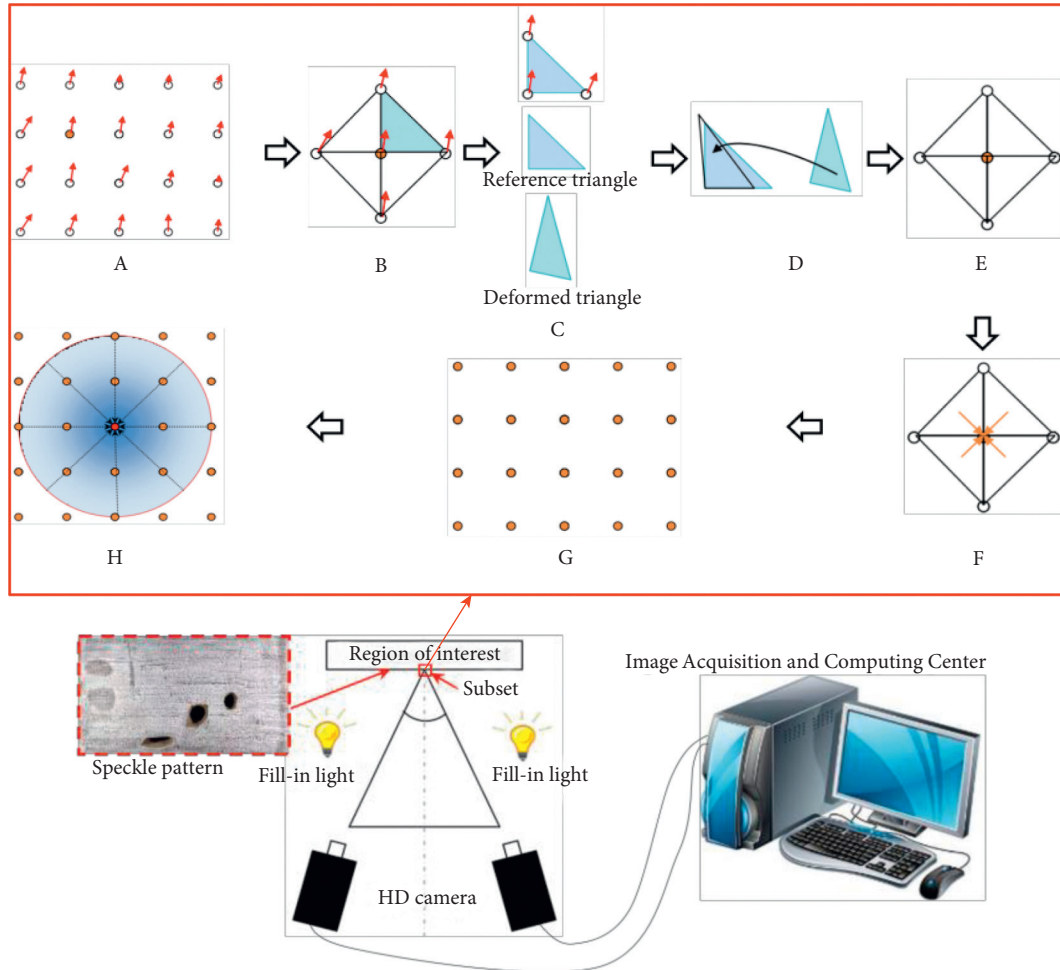 A
B
Reference triangle
Deformed triangle
C
D
E
H
G
F
Region of interest
Subset
Image Acquisition and Computing Center
Speckle pattern
Fill-in light
Fill-in light
HD camera